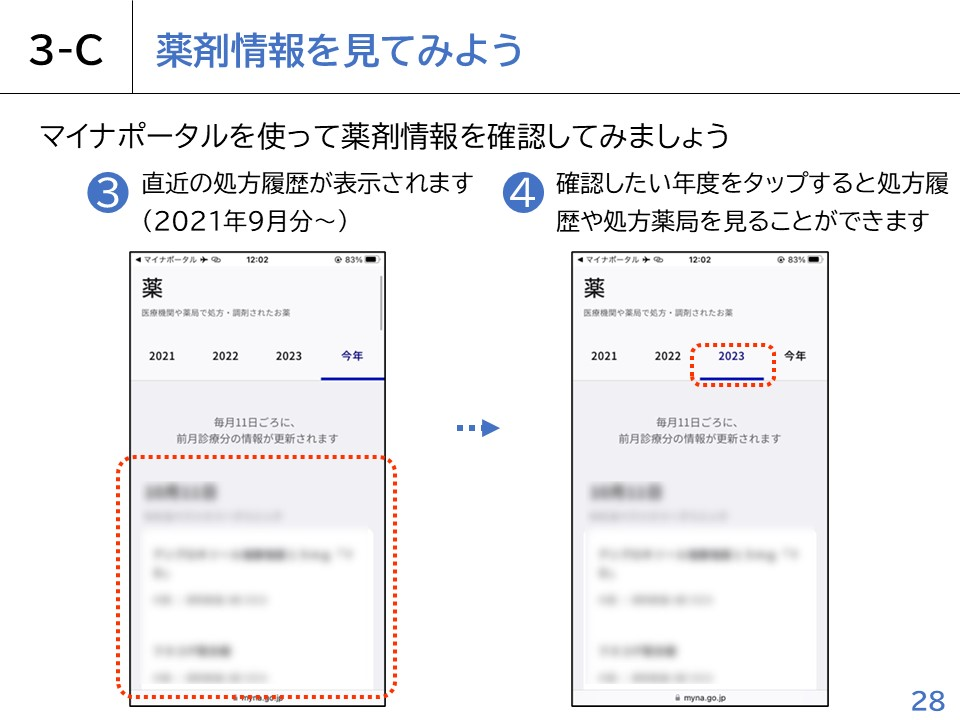 3-C
薬剤情報を見てみよう
マイナポータルを使って薬剤情報を確認してみましょう
3
直近の処方履歴が表示されます
（2021年9月分～）
◀マイナポータル
12:02
83%
薬
医療機関や薬局で処方・調剤されたお薬
2021 2022 2023 今年
毎月11日ごろに、
前月診療分の情報が更新されます
myna.go.jp
4
確認したい年度をタップすると処方履
歴や処方薬局を見ることができます
◀マイナポータル
12:02
83%
薬
医療機関や薬局で処方・調剤されたお薬
2021 2022 2023 今年
毎月11日ごろに、
前月診療分の情報が更新されます
myna.go.jp
28